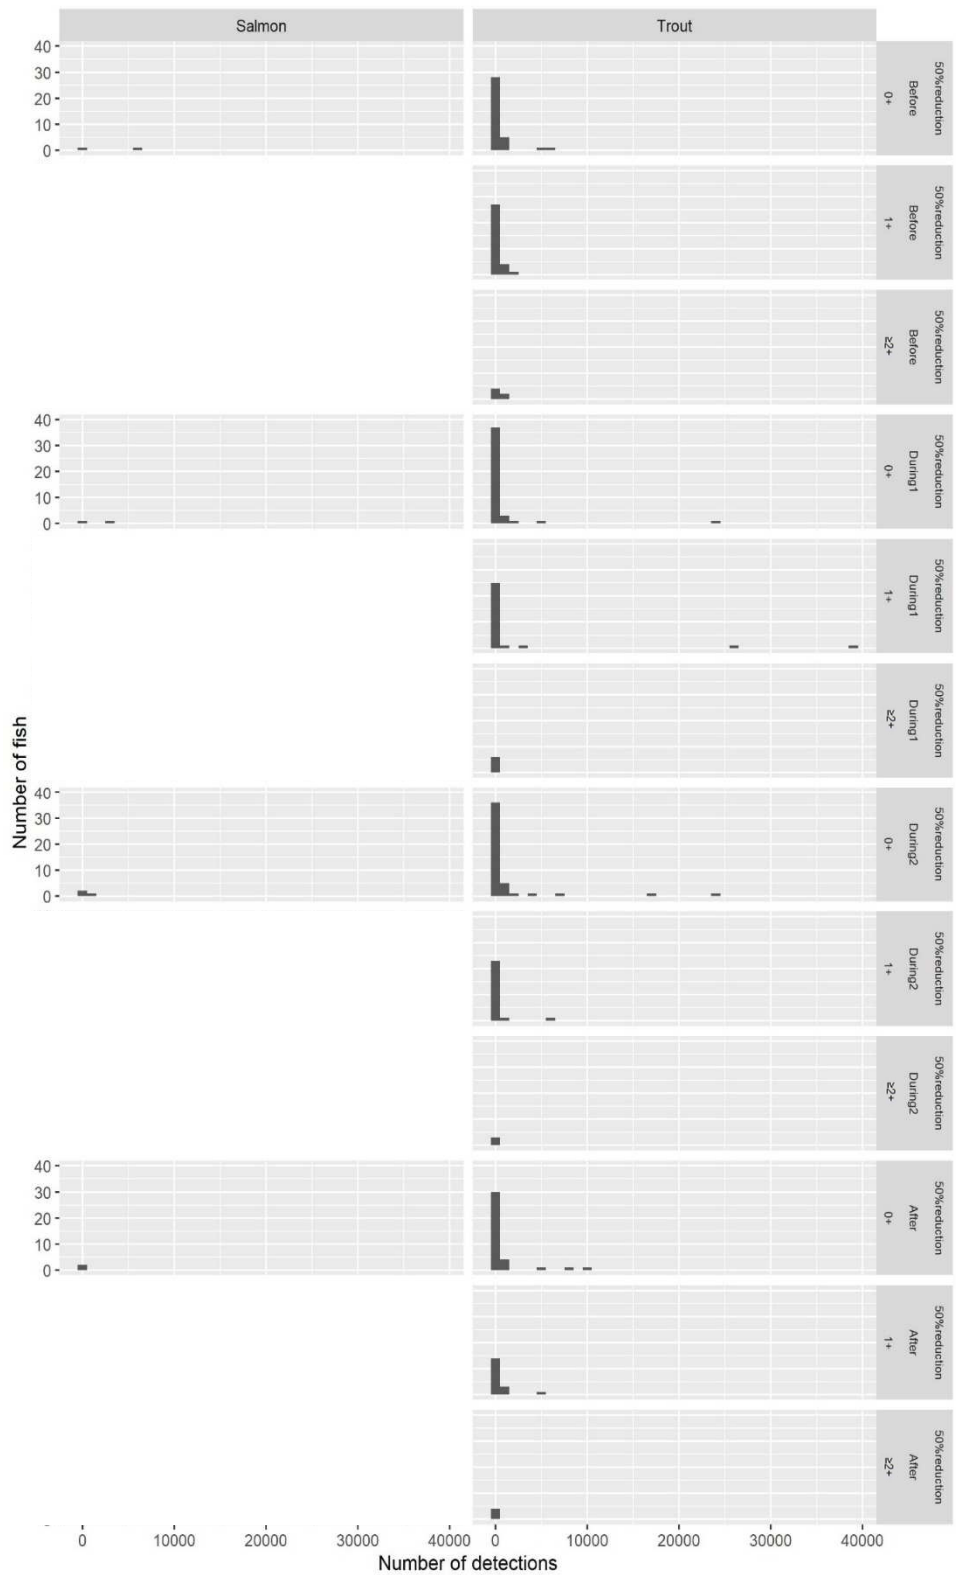 Salmon
Trout
40
30
20
10
0
50%reduction
Before
0+
50%reduction
Before
1+
50%reduction
Before
≥2+
40
30
20
10
0
50%reduction
During1
0+
50%reduction
During1
1+
50%reduction
During1
≥2+
Number of fish
40
30
20
10
0
50%reduction
During2
0+
50%reduction
During2
1+
50%reduction
During2
≥2+
40
30
20
10
0
50%reduction
After
0+
50%reduction
After
1+
50%reduction
After
≥2+
0 10000 20000 30000 40000
0 10000 20000 30000 40000
Number of detections